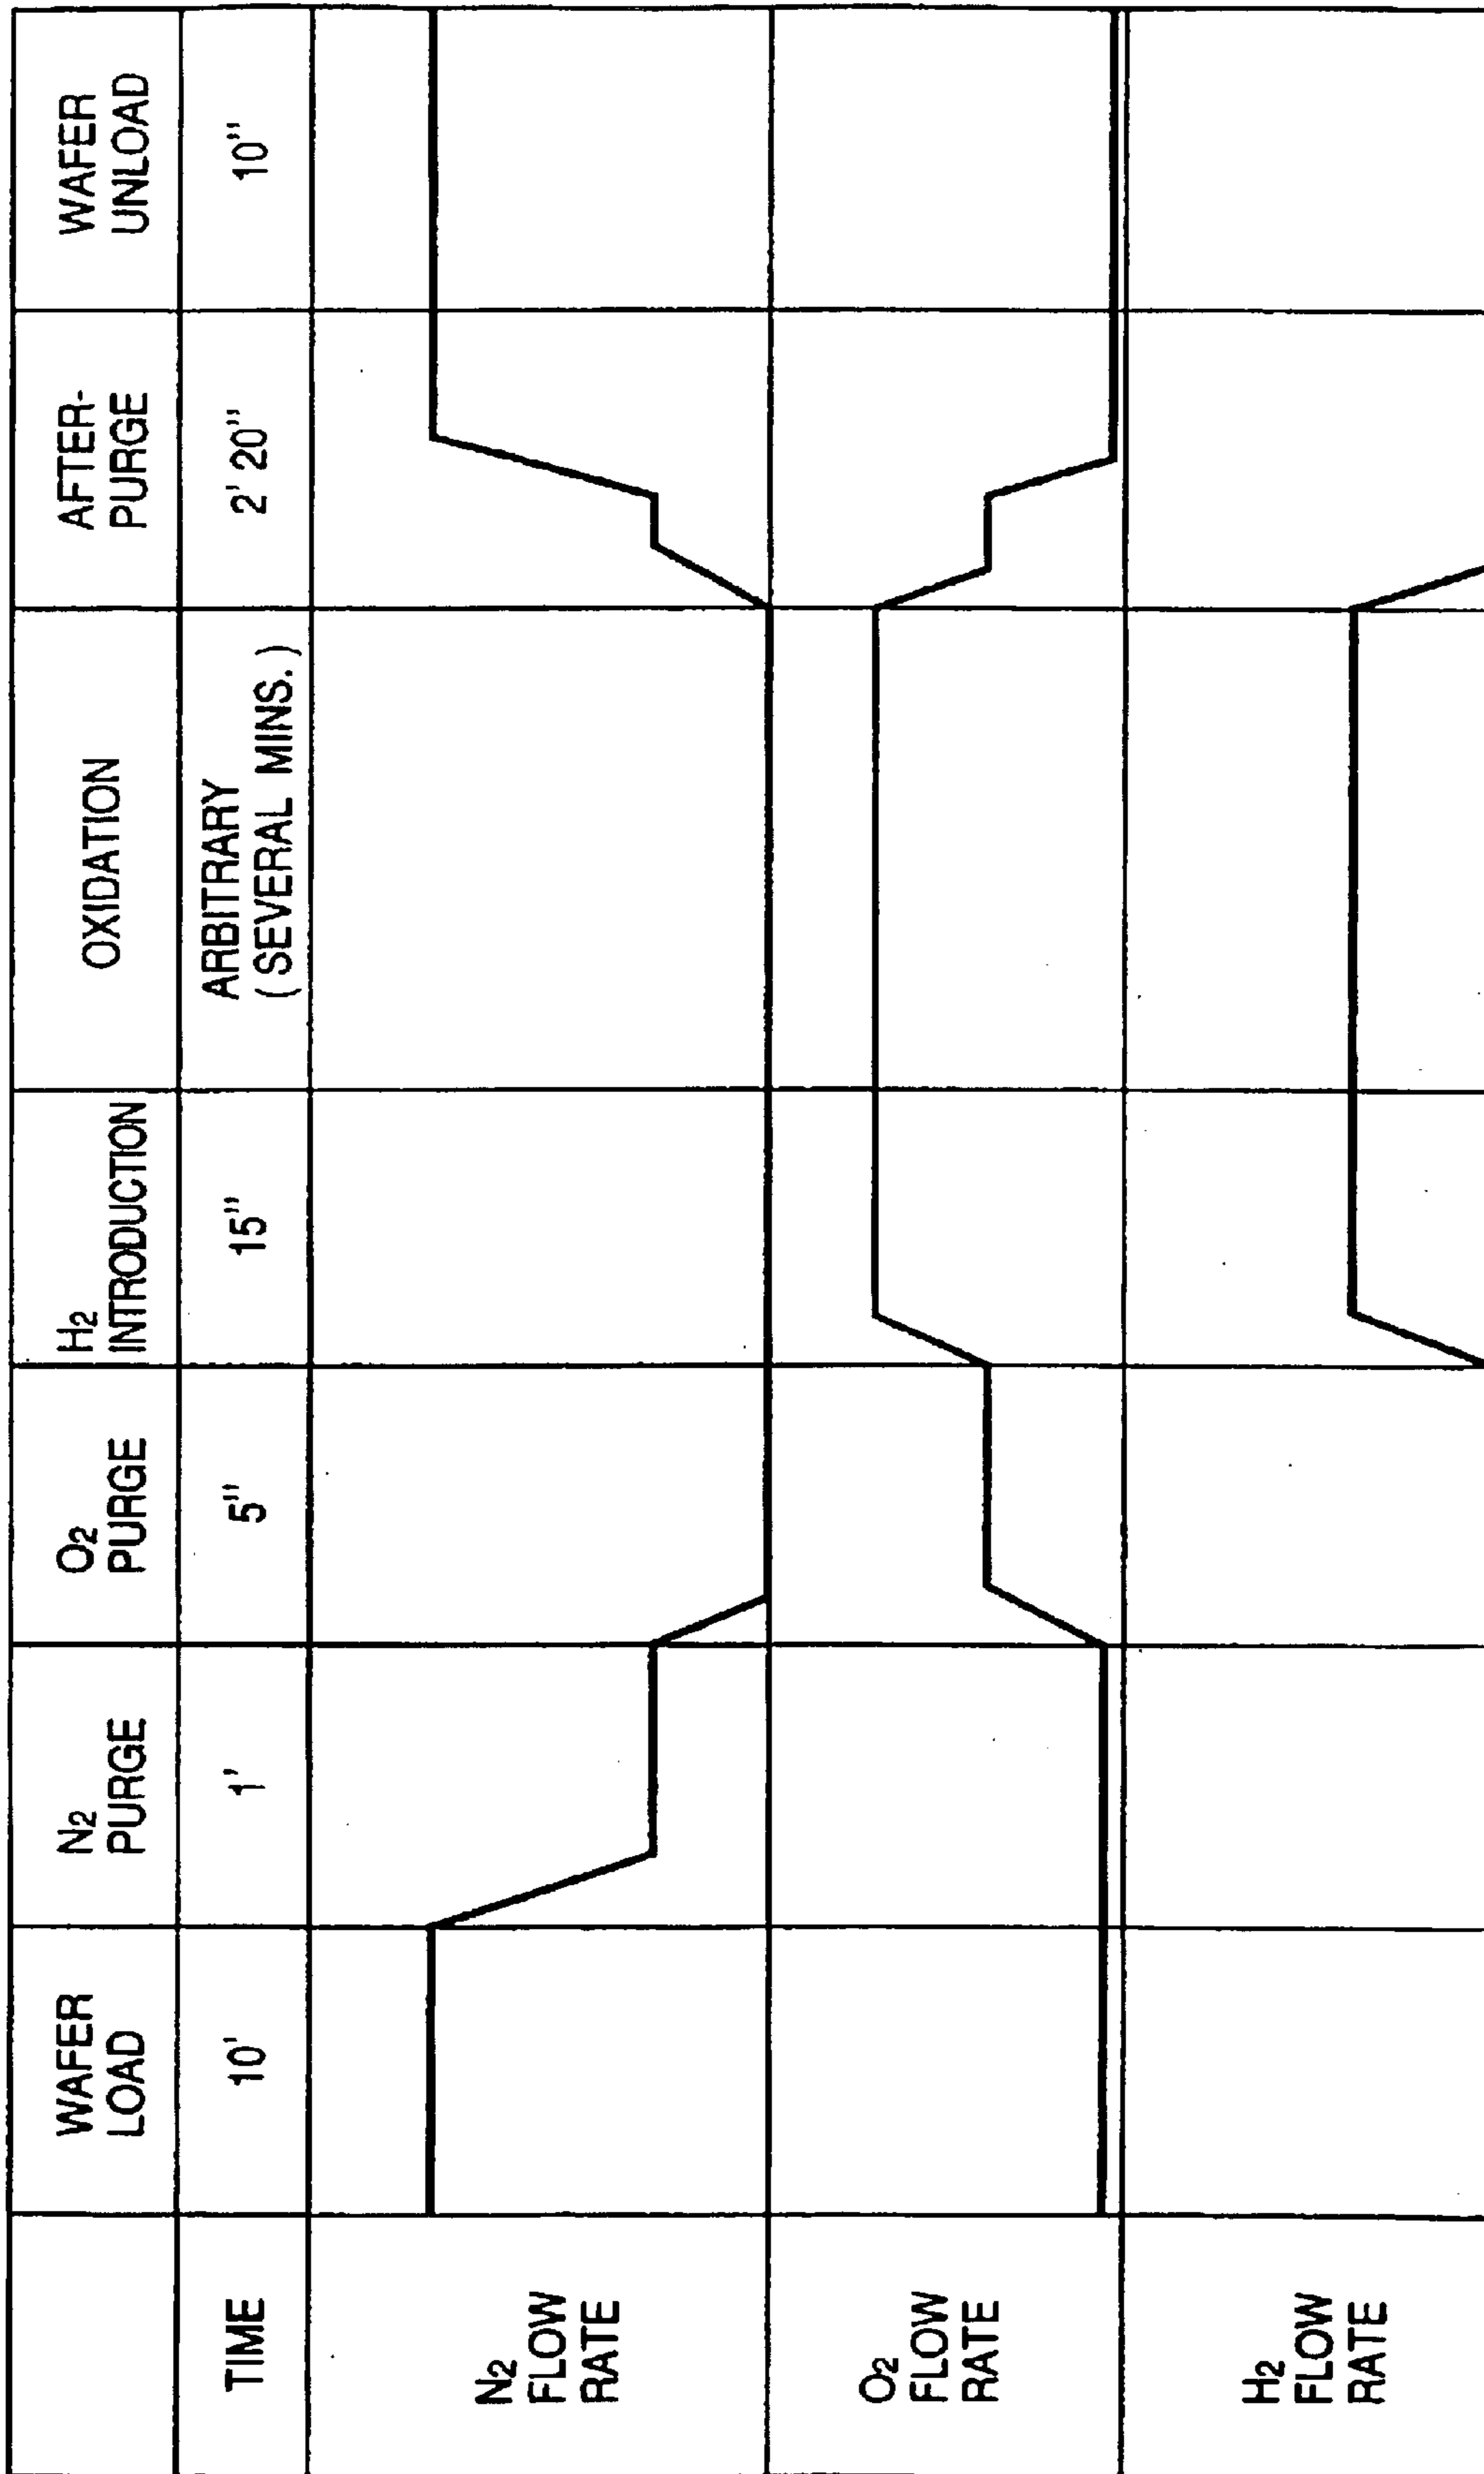 WAFER
LOAD
N2
PURGE
O2
PURGE
H2
INTRODUCTION
OXIDATION
AFTER-
PURGE
WAFER
UNLOAD
TIME
10'
1'
5"
15"
ARBITRARY
( SEVERAL MINS. )
2' 20"
10"
N2
FLOW
RATE
O2
FLOW
RATE
H2
FLOW
RATE